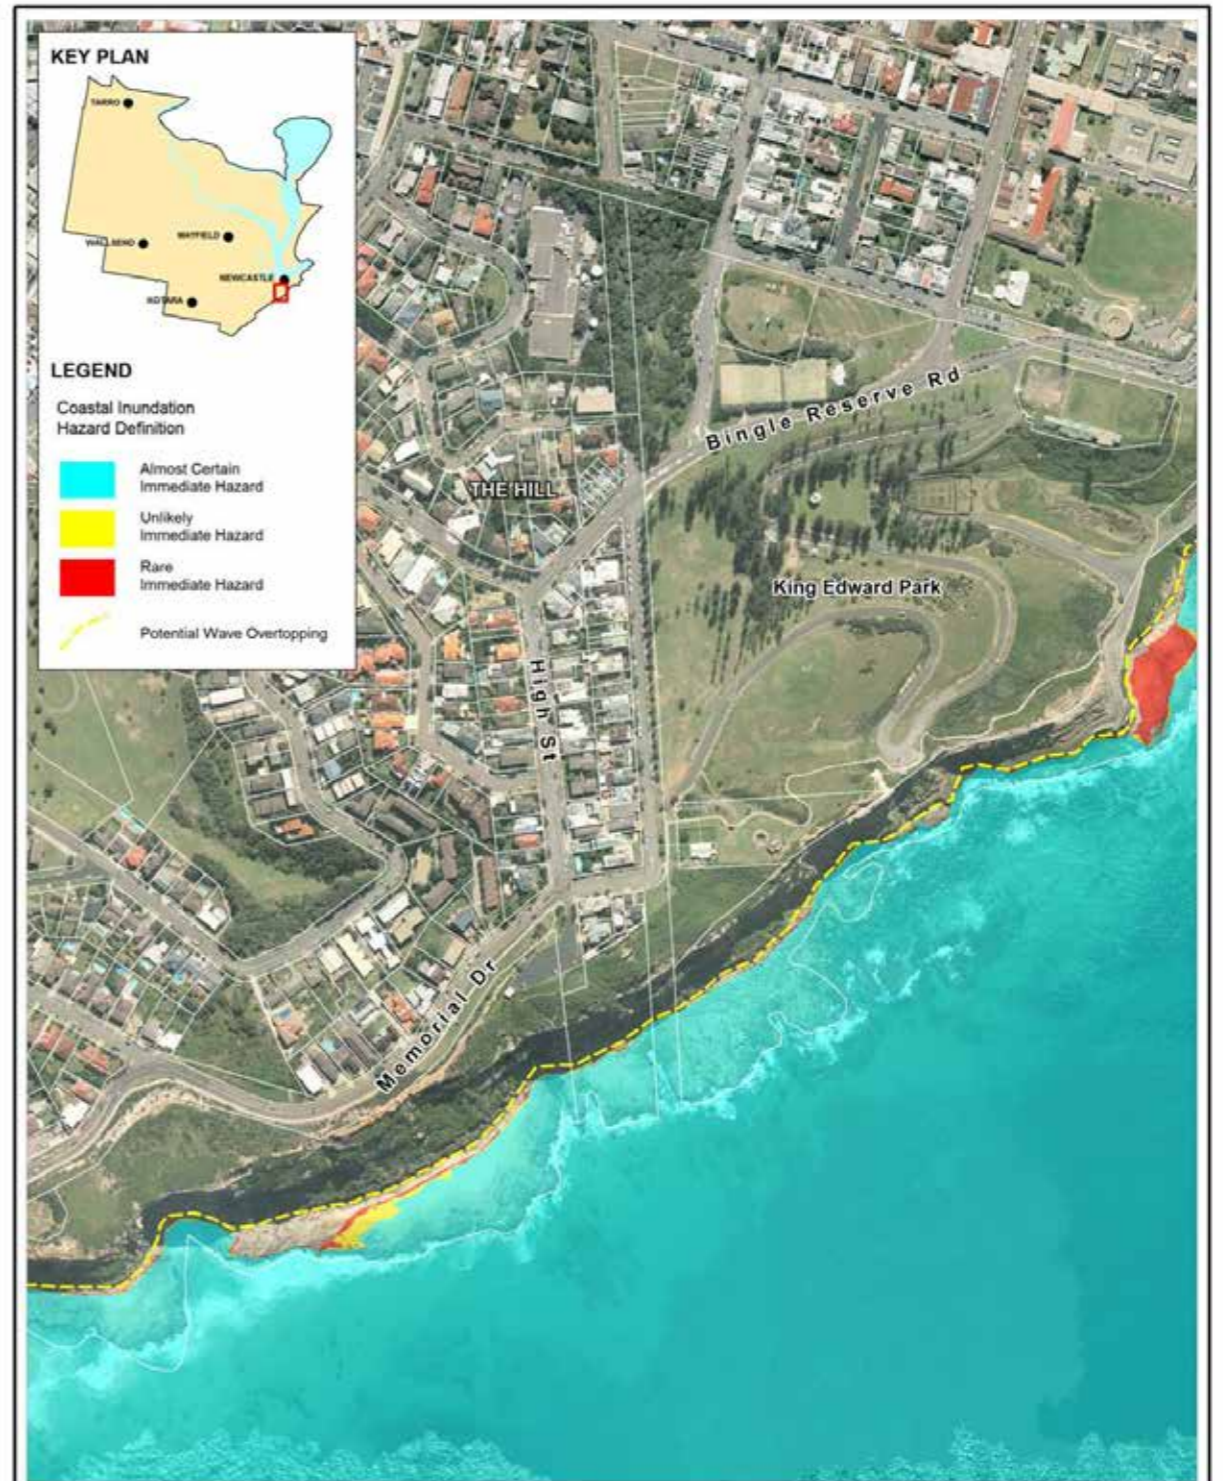 KEY PLAN
TARRO
WALLSEND
MAYFIELD
NEWCASTLE
KOTARA
LEGEND
Coastal Inundation
Hazard Definition
Almost Certain
Immediate Hazard
Unlikely
Immediate Hazard
Rare
Immediate Hazard
Potential Wave Overtopping
Bingle Reserve Rd
THE HILL
King Edward Park
High St
Memorial Dr